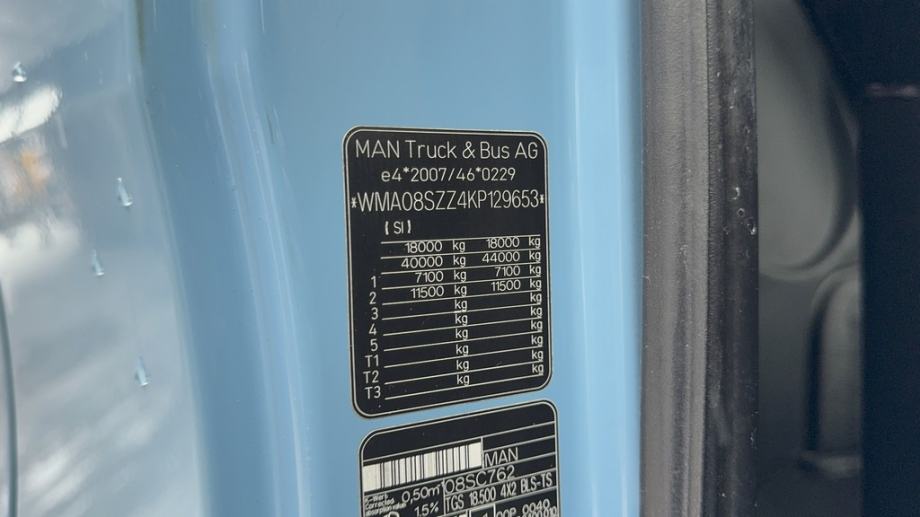 MAN Truck & Bus AG
e4*2007/46*0229
*WMA08SZZ4KP129653*
[SI]
18000 kg 18000 kg
40000 kg 44000 kg
1 7100 kg 7100 kg
2 11500 kg 11500 kg
3 kg kg
4 kg kg
5 kg kg
T1 kg kg
T2 kg kg
T3 kg kg
MAN
08SC762
0,50m TGS 18.500 4X2 BLS-TS
1.5%